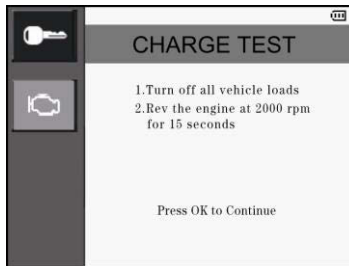 CHARGE TEST
1.Turn off all vehicle loads
2.Rev the engine at 2000 rpm
for 15 seconds
Press OK to Continue